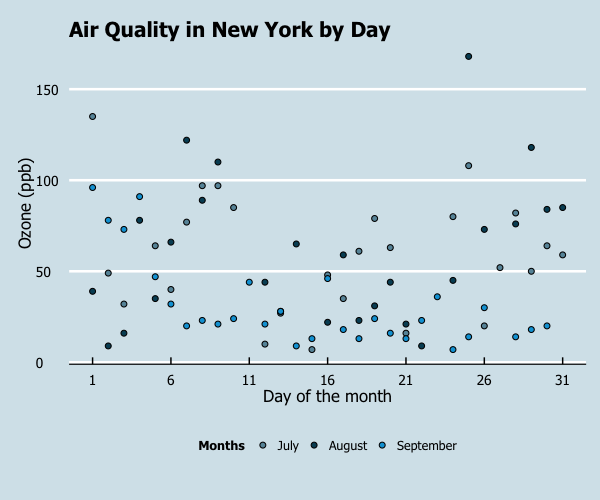 Air Quality in New York by Day
150
100
50
0
Ozone (ppb)
1 6 11 16 21 26 31
Day of the month
Months July August September